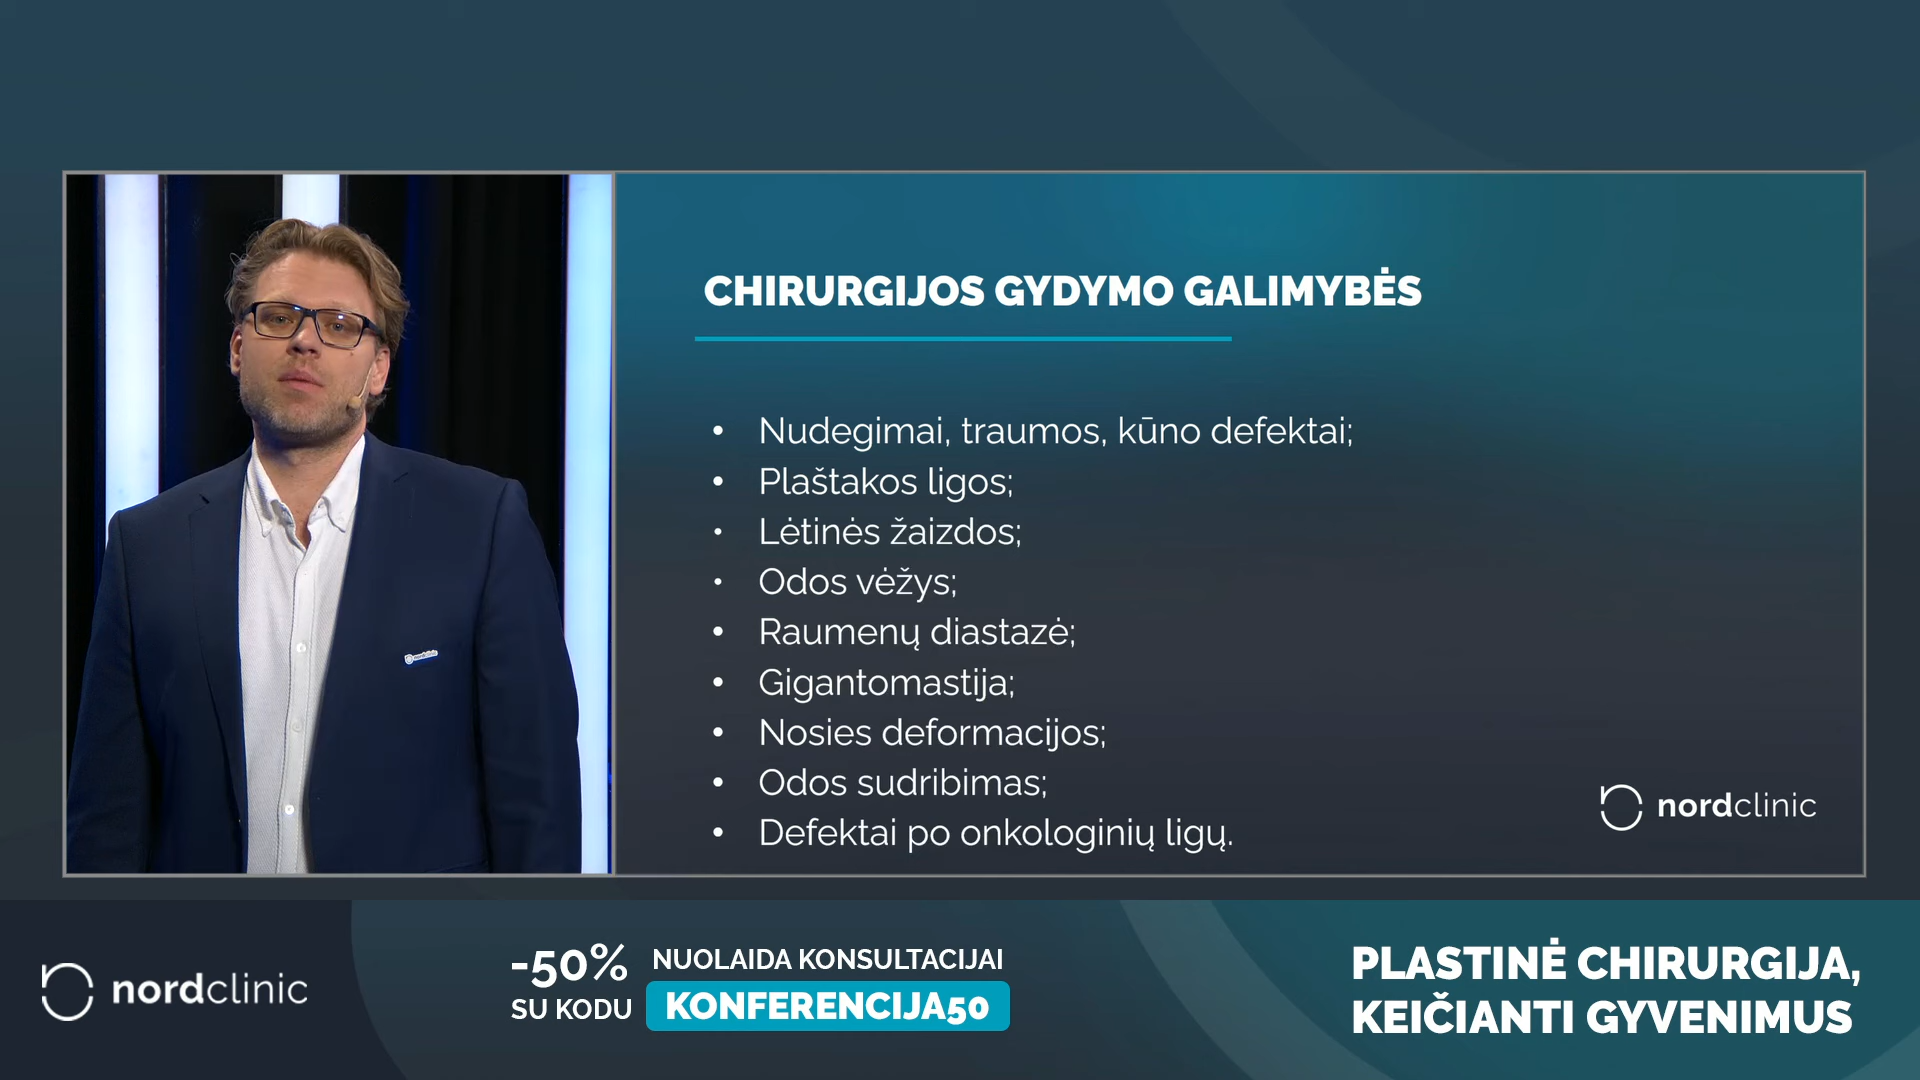 CHIRURGIJOS GYDYMO GALIMYBĖS
• Nudegimai, traumos, kūno defektai;
• Plaštakos ligos;
• Lėtinės žaizdos;
• Odos vėžys;
• Raumenų diastazė;
• Gigantomastija;
• Nosies deformacijos;
• Odos sudribimas;
• Defektai po onkologinių ligų.
nordclinic
nordclinic
-50% NUOLAIDA KONSULTACIJAI
SU KODU KONFERENCIJA50
PLASTINĖ CHIRURGIJA,
KEIČIANTI GYVENIMUS